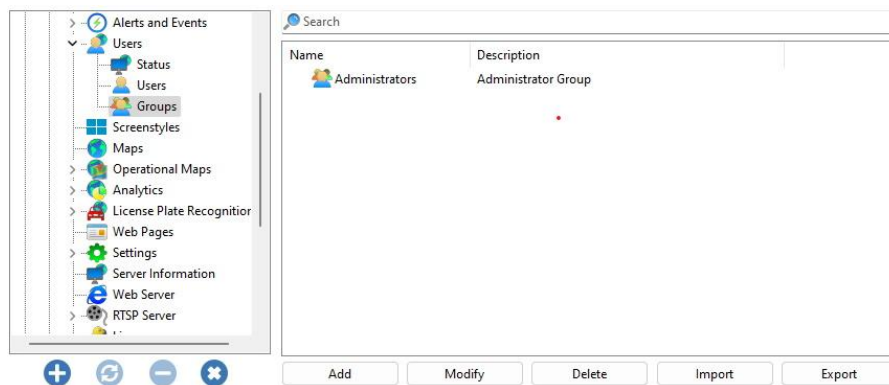 Alerts and Events
Users
Status
Users
Groups
Screenstyles
Maps
Operational Maps
Analytics
License Plate Recognition
Web Pages
Settings
Server Information
Web Server
RTSP Server
Search
Name Description
Administrators Administrator Group
Add Modify Delete Import Export